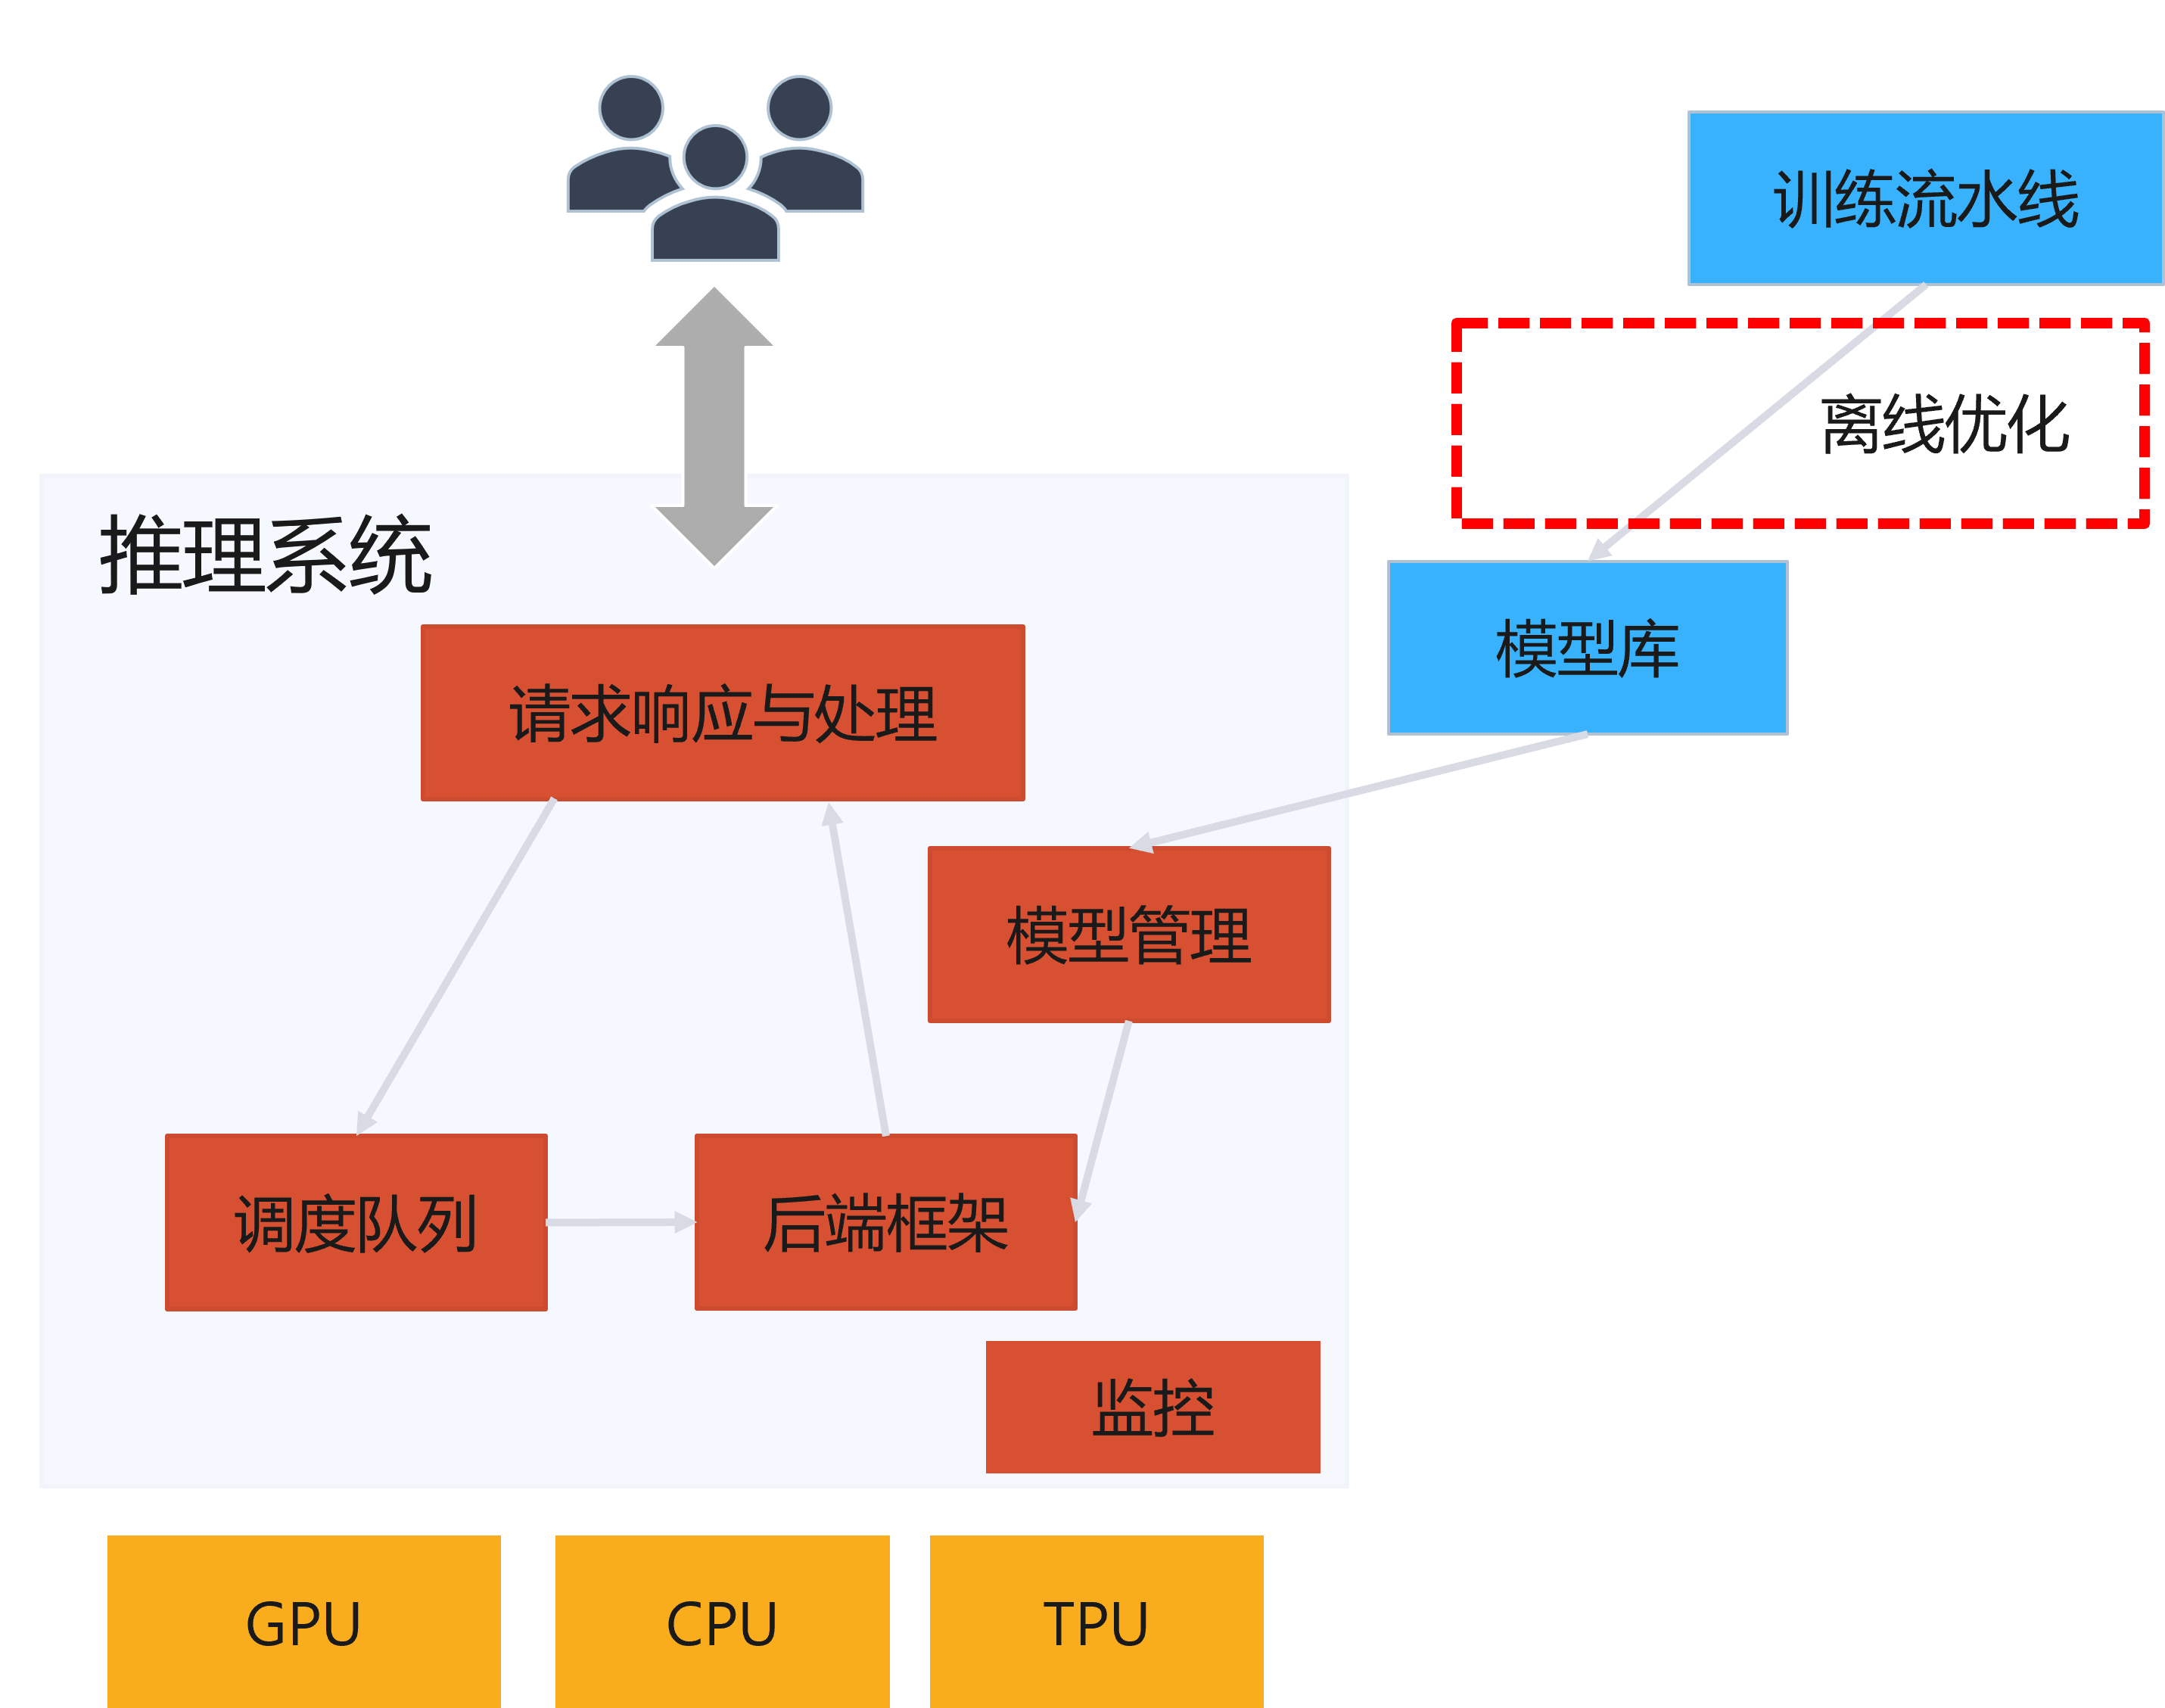 训练流水线
离线优化
推理系统
模型库
请求响应与处理
模型管理
调度队列
后端框架
监控
GPU
CPU
TPU